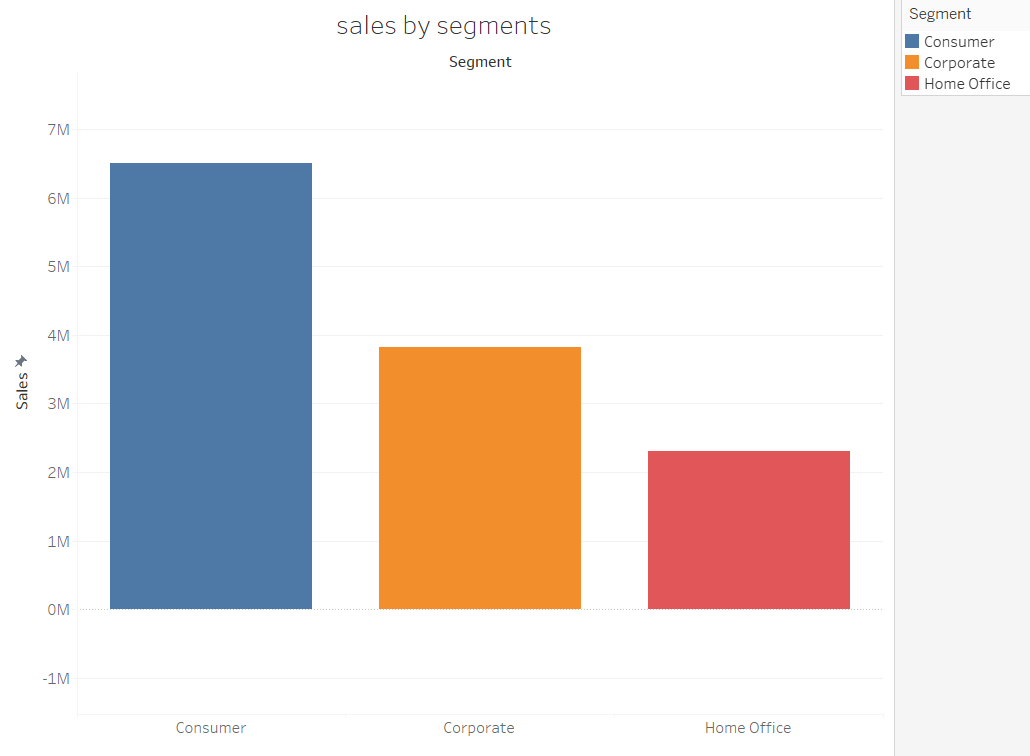 sales by segments
Segment
7M
6M
5M
4M
3M
2M
1M
0M
-1M
Sales
Consumer
Corporate
Home Office
Segment
Consumer
Corporate
Home Office